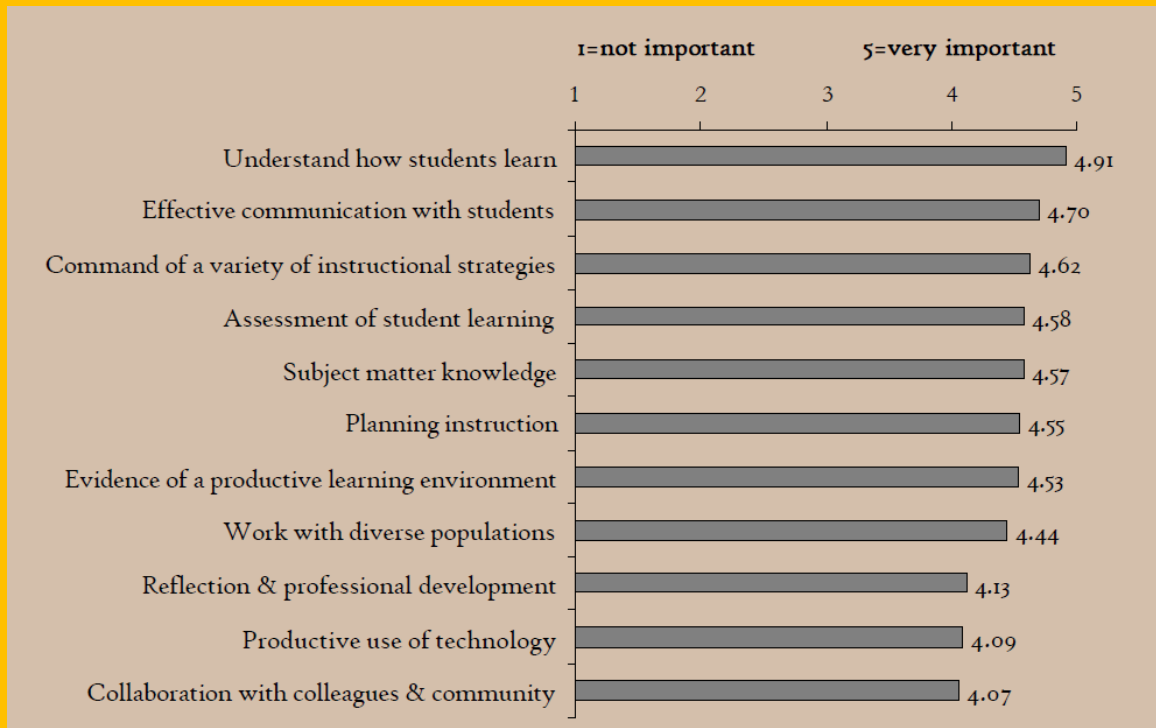 1=not important 5=very important
1 2 3 4 5
Understand how students learn 4.91
Effective communication with students 4.70
Command of a variety of instructional strategies 4.62
Assessment of student learning 4.58
Subject matter knowledge 4.57
Planning instruction 4.55
Evidence of a productive learning environment 4.53
Work with diverse populations 4.44
Reflection & professional development 4.13
Productive use of technology 4.09
Collaboration with colleagues & community 4.07